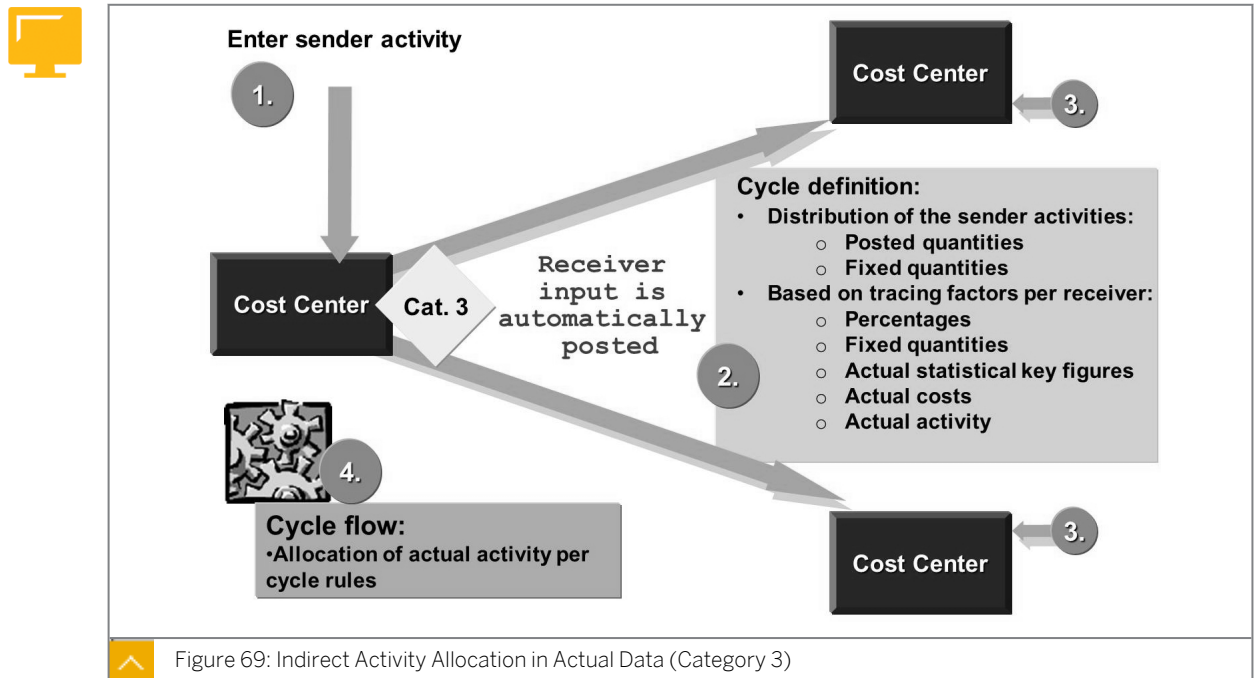 Enter sender activity
1.
Cost Center
3.
Cycle definition:
• Distribution of the sender activities:
o Posted quantities
o Fixed quantities
• Based on tracing factors per receiver:
o Percentages
o Fixed quantities
o Actual statistical key figures
o Actual costs
o Actual activity
2.
Cost Center
Cat. 3
Receiver
input is
automatically
posted
4.
Cycle flow:
•Allocation of actual activity per
cycle rules
Cost Center
3.
Figure 69: Indirect Activity Allocation in Actual Data (Category 3)